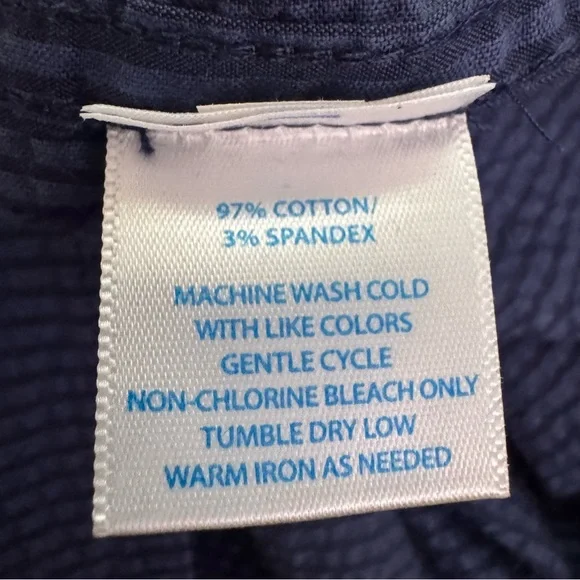 97% COTTON/
3% SPANDEX
MACHINE WASH COLD
WITH LIKE COLORS
GENTLE CYCLE
NON-CHLORINE BLEACH ONLY
TUMBLE DRY LOW
WARM IRON AS NEEDED